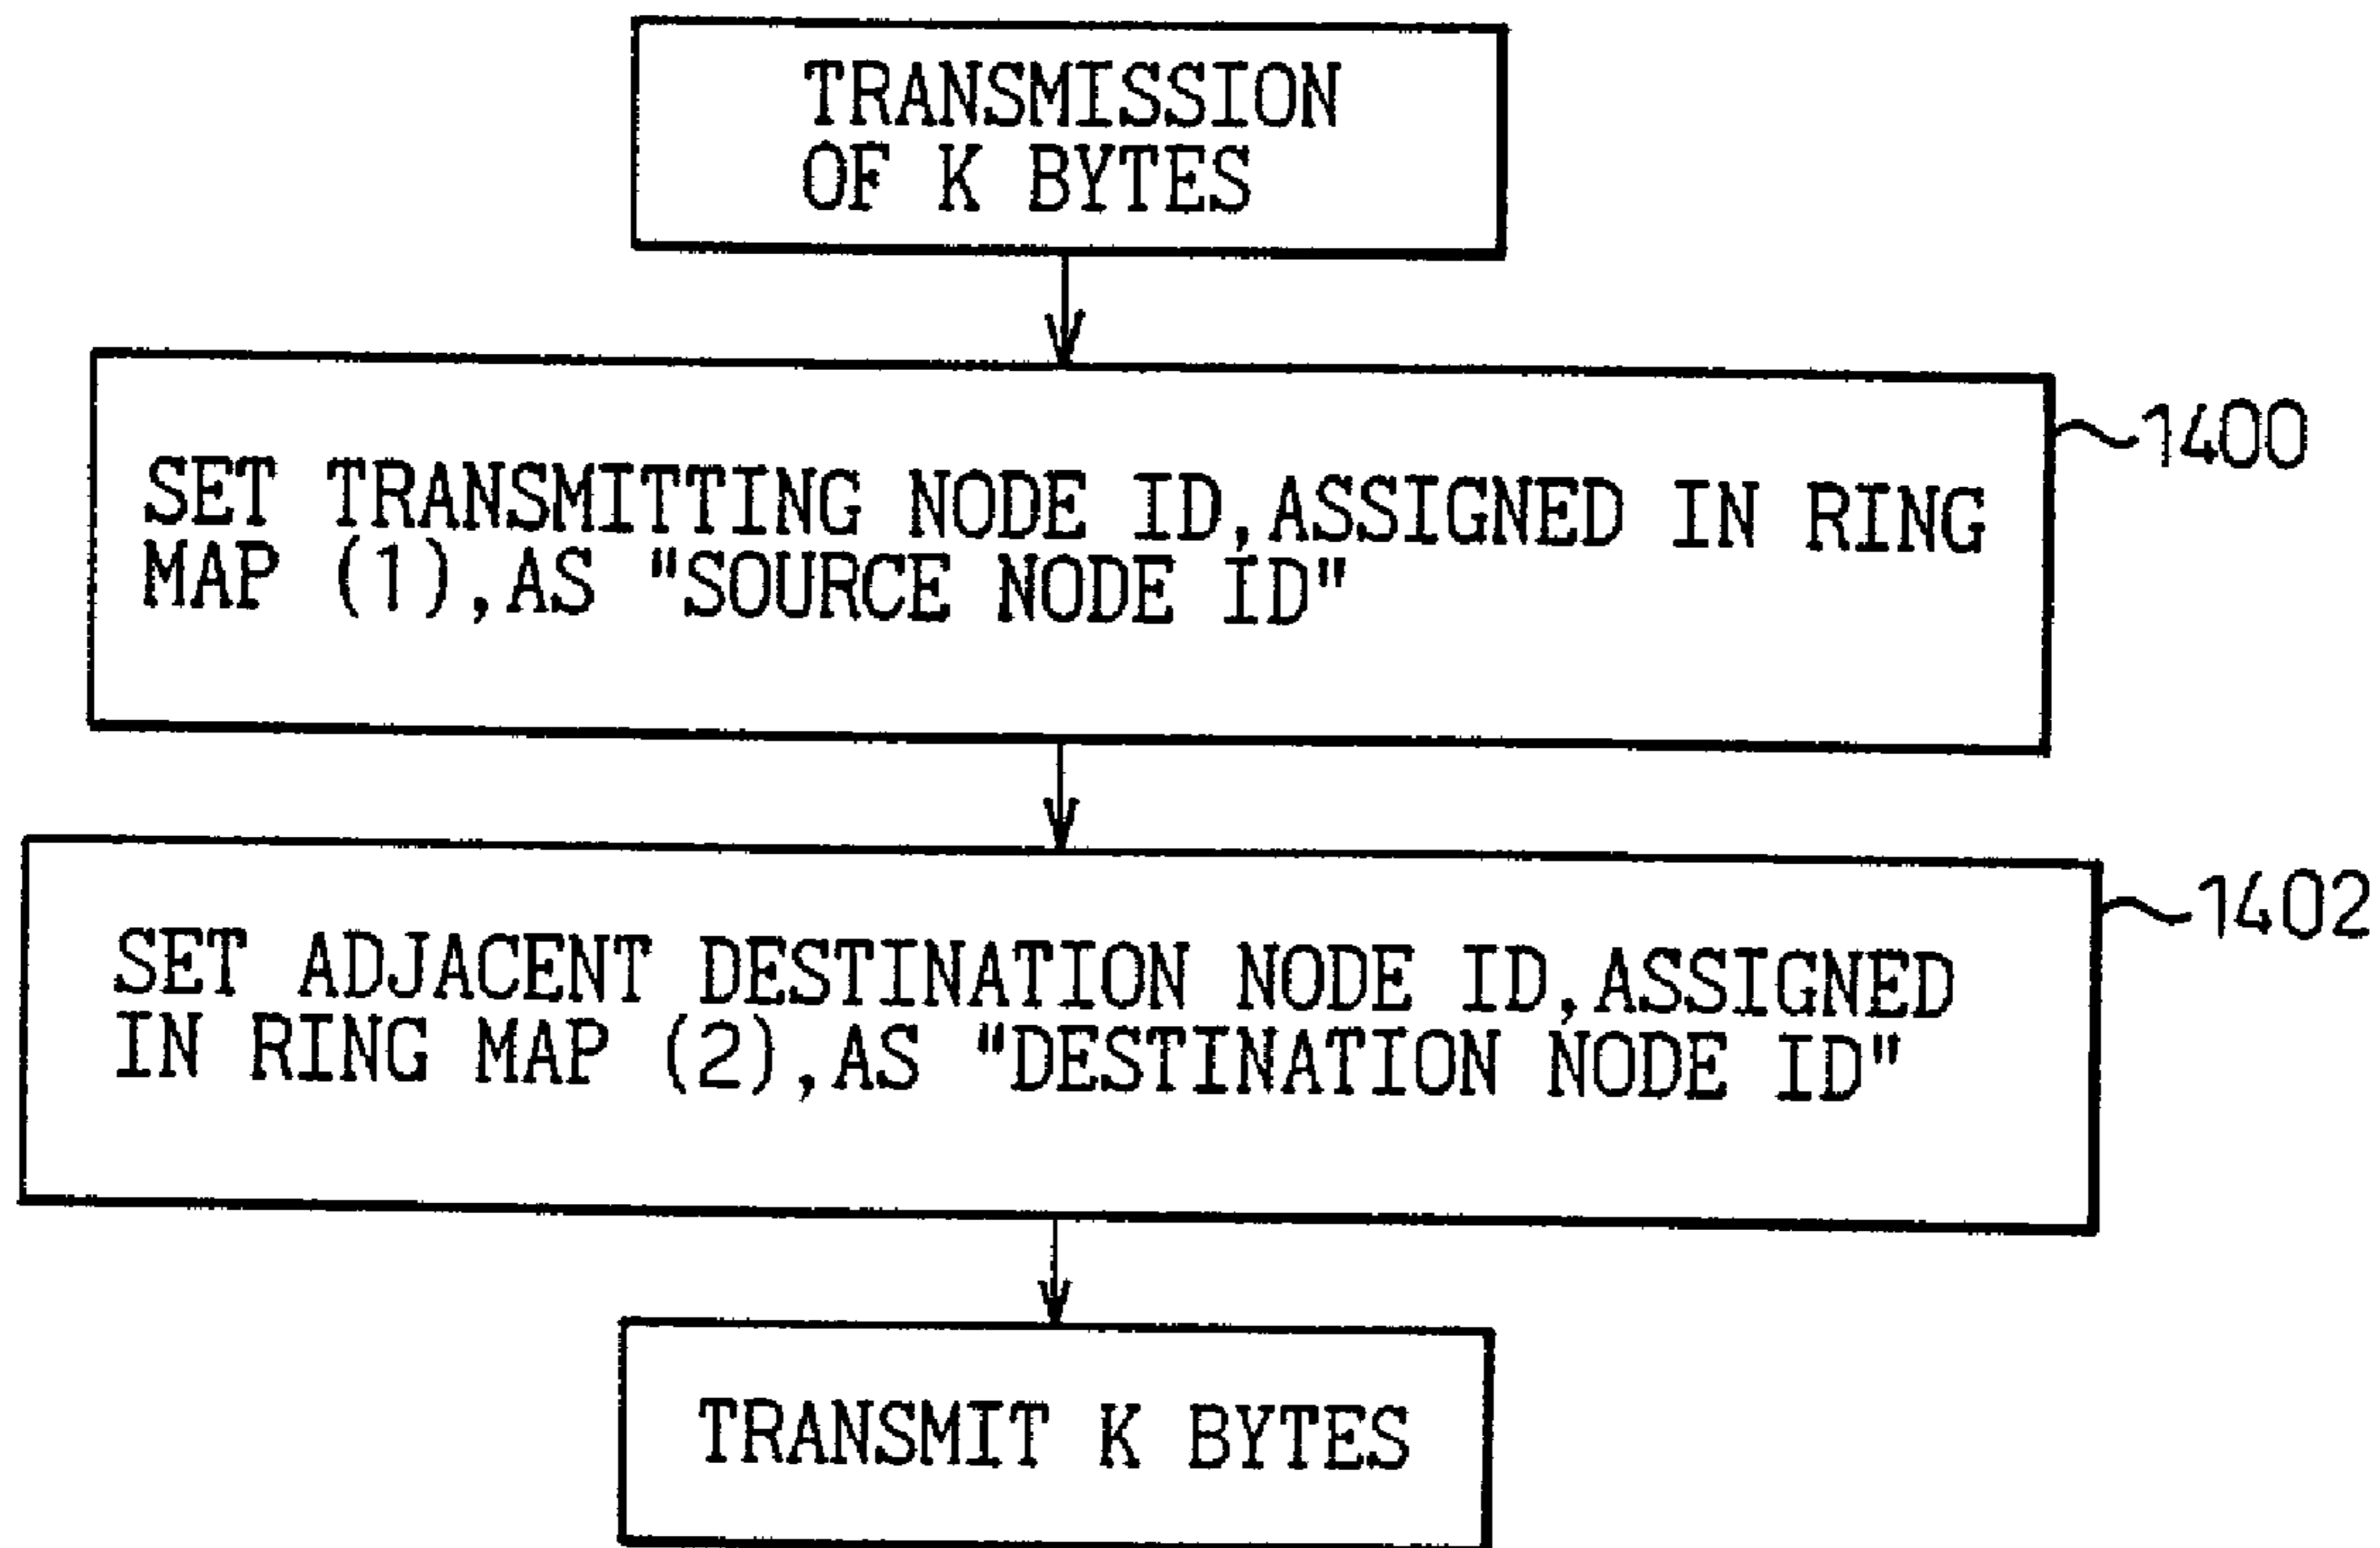 TRANSMISSION
OF K BYTES
SET TRANSMITTING NODE ID,ASSIGNED IN RING
MAP (1),AS "SOURCE NODE ID"
1400
SET ADJACENT DESTINATION NODE ID,ASSIGNED
IN RING MAP (2),AS "DESTINATION NODE ID"
1402
TRANSMIT K BYTES